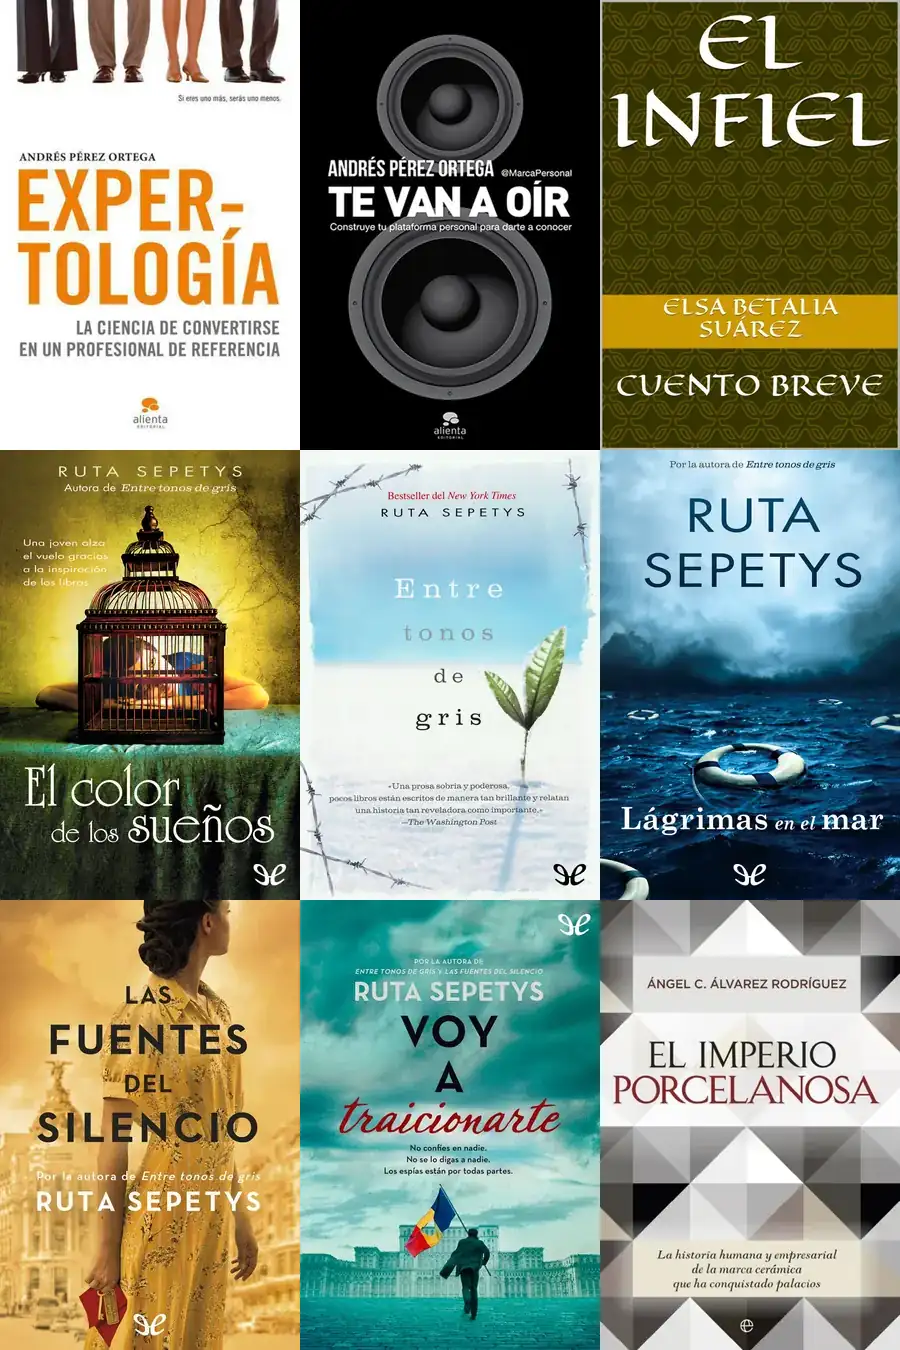 Si eres uno más, serás uno menos.
ANDRÉS PÉREZ ORTEGA
EXPER-
TOLOGÍA
LA CIENCIA DE CONVERTIRSE
EN UN PROFESIONAL DE REFERENCIA
alienta
EDITORIAL
ANDRÉS PÉREZ ORTEGA @MarcaPersonal
TE VAN A OÍR
Construye tu plataforma personal para darte a conocer
alienta
EDITORIAL
EL
INFIEL
ELSA BETALIA
SUÁREZ
CUENTO BREVE
RUTA SEPETYS
Autora de Entre tonos de gris
Una joven alza
el vuelo gracias
a la inspiración
de los libros
El color
de los sueños
Bestseller del New York Times
RUTA SEPETYS
Entre
tonos
de
gris
«Una prosa sobria y poderosa,
pocos libros están escritos de manera tan brillante y relatan
una historia tan reveladora como importante.»
—The Washington Post
Por la autora de Entre tonos de gris
RUTA
SEPETYS
Lágrimas en el mar
LAS
FUENTES
DEL
SILENCIO
Por la autora de Entre tonos de gris
RUTA SEPETYS
POR LA AUTORA DE
ENTRE TONOS DE GRIS Y LAS FUENTES DEL SILENCIO
RUTA SEPETYS
VOY
A
traicionarte
No confíes en nadie.
No se lo digas a nadie.
Los espías están por todas partes.
ÁNGEL C. ÁLVAREZ RODRÍGUEZ
EL IMPERIO
PORCELANOSA
La historia humana y empresarial
de la marca cerámica
que ha conquistado palacios